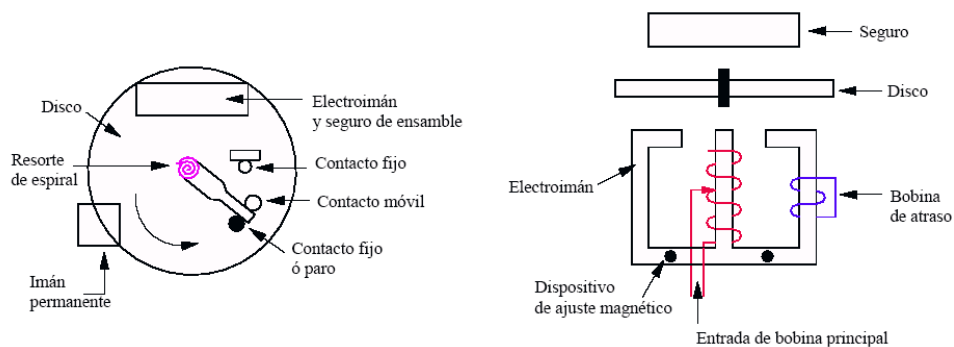 Disco
Electroimán
y seguro de ensamble
Resorte
de espiral
Contacto fijo
Contacto móvil
Contacto fijo
ó paro
Imán
permanente
Seguro
Disco
Electroimán
Bobina
de atraso
Dispositivo
de ajuste magnético
Entrada de bobina principal